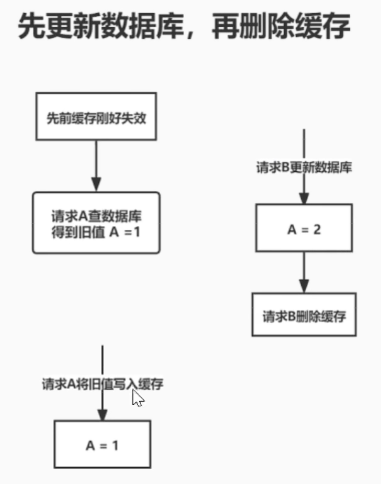 先更新数据库，再删除缓存
先前缓存刚好失效
请求A查数据库
得到旧值 A =1
请求B更新数据库
A = 2
请求B删除缓存
请求A将旧值写入缓存
A = 1